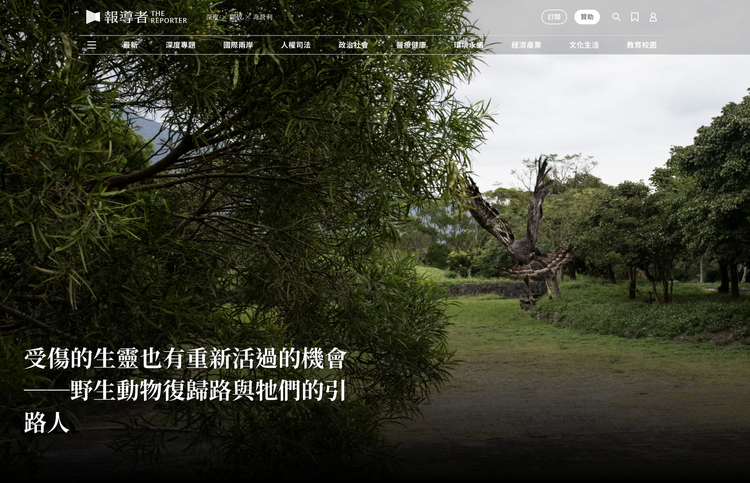 報導者 THE REPORTER
深度 開放 非營利
訂閱 贊助
最新 深度專題 國際兩岸 人權司法 政治社會 醫療健康 環境永續 經濟產業 文化生活 教育校園
受傷的生靈也有重新活過的機會
──野生動物復歸路與牠們的引
路人